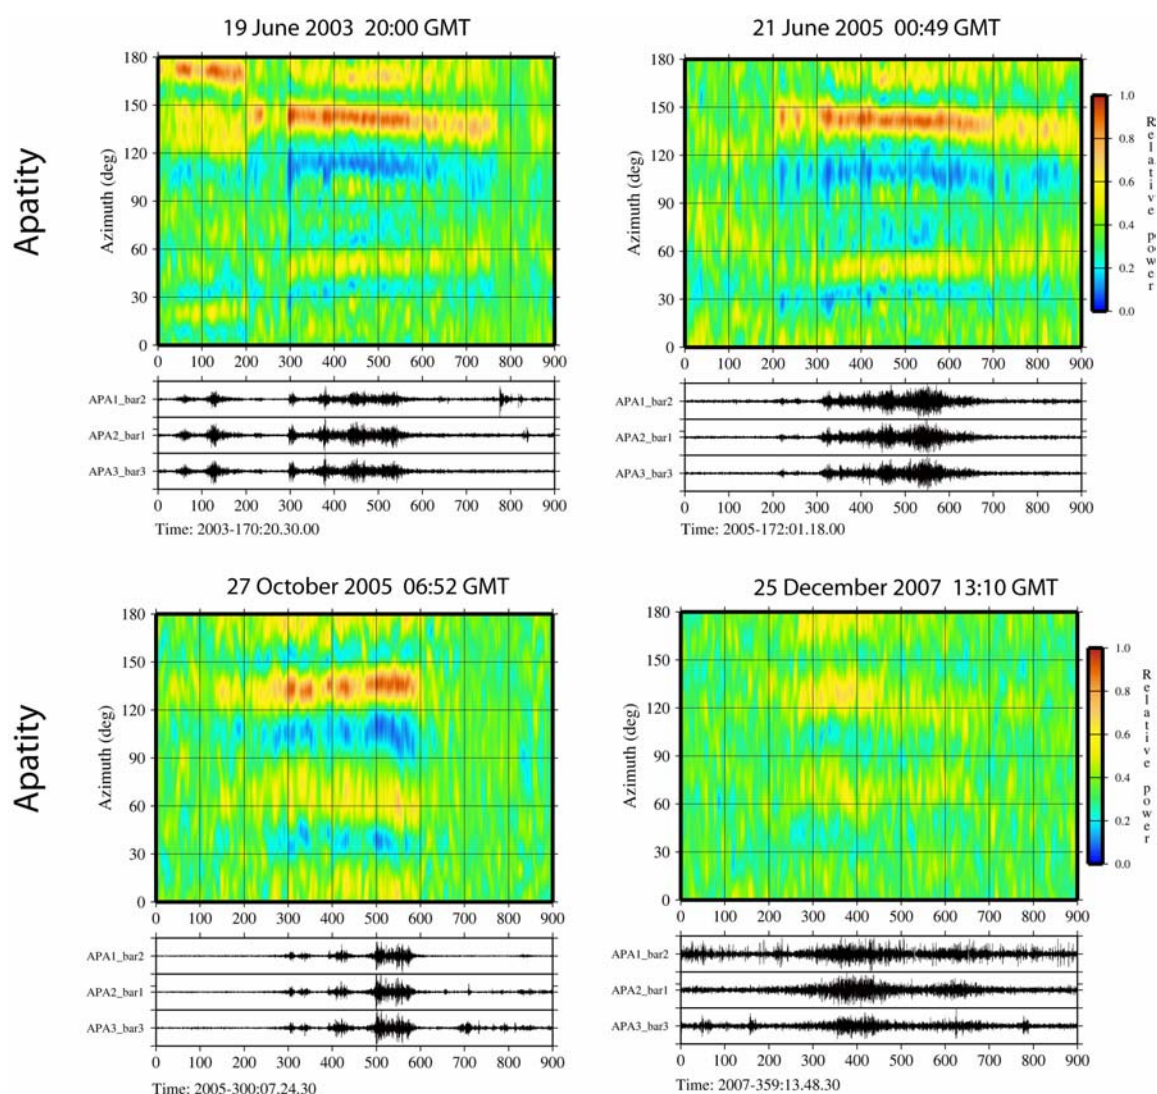 19 June 2003 20:00 GMT
21 June 2005 00:49 GMT
Apatity
Azimuth (deg)
180
150
120
90
60
30
0
0 100 200 300 400 500 600 700 800 900
Azimuth (deg)
180
150
120
90
60
30
0
0 100 200 300 400 500 600 700 800 900
1.0
0.8
0.6
0.4
0.2
0.0
Relative power
APA1_bar2
APA2_bar1
APA3_bar3
0 100 200 300 400 500 600 700 800 900
Time: 2003-170:20.30.00
APA1_bar2
APA2_bar1
APA3_bar3
0 100 200 300 400 500 600 700 800 900
Time: 2005-172:01.18.00
27 October 2005 06:52 GMT
25 December 2007 13:10 GMT
Apatity
Azimuth (deg)
180
150
120
90
60
30
0
0 100 200 300 400 500 600 700 800 900
Azimuth (deg)
180
150
120
90
60
30
0
0 100 200 300 400 500 600 700 800 900
1.0
0.8
0.6
0.4
0.2
0.0
Relative power
APA1_bar2
APA2_bar1
APA3_bar3
0 100 200 300 400 500 600 700 800 900
Time: 2005-300:07.24.30
APA1_bar2
APA2_bar1
APA3_bar3
0 100 200 300 400 500 600 700 800 900
Time: 2007-359:13.48.30